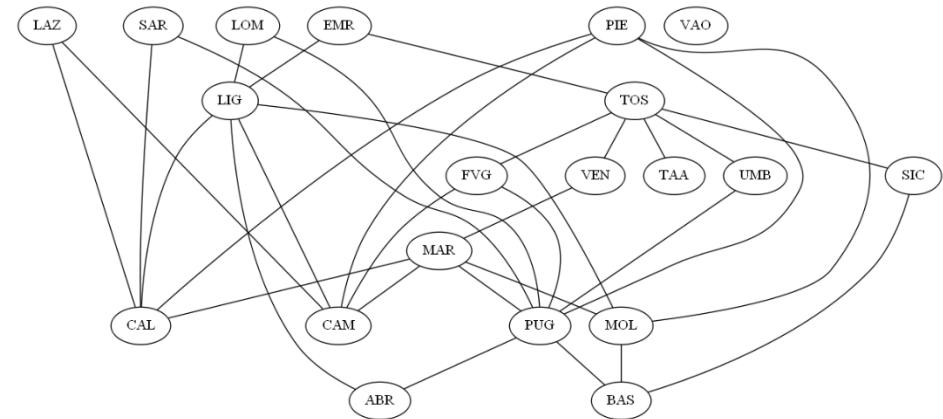 LAZ SAR LOM EMR PIE VAO
LIG TOS
FVG VEN TAA UMB SIC
MAR
CAL CAM PUG MOL
ABR BAS